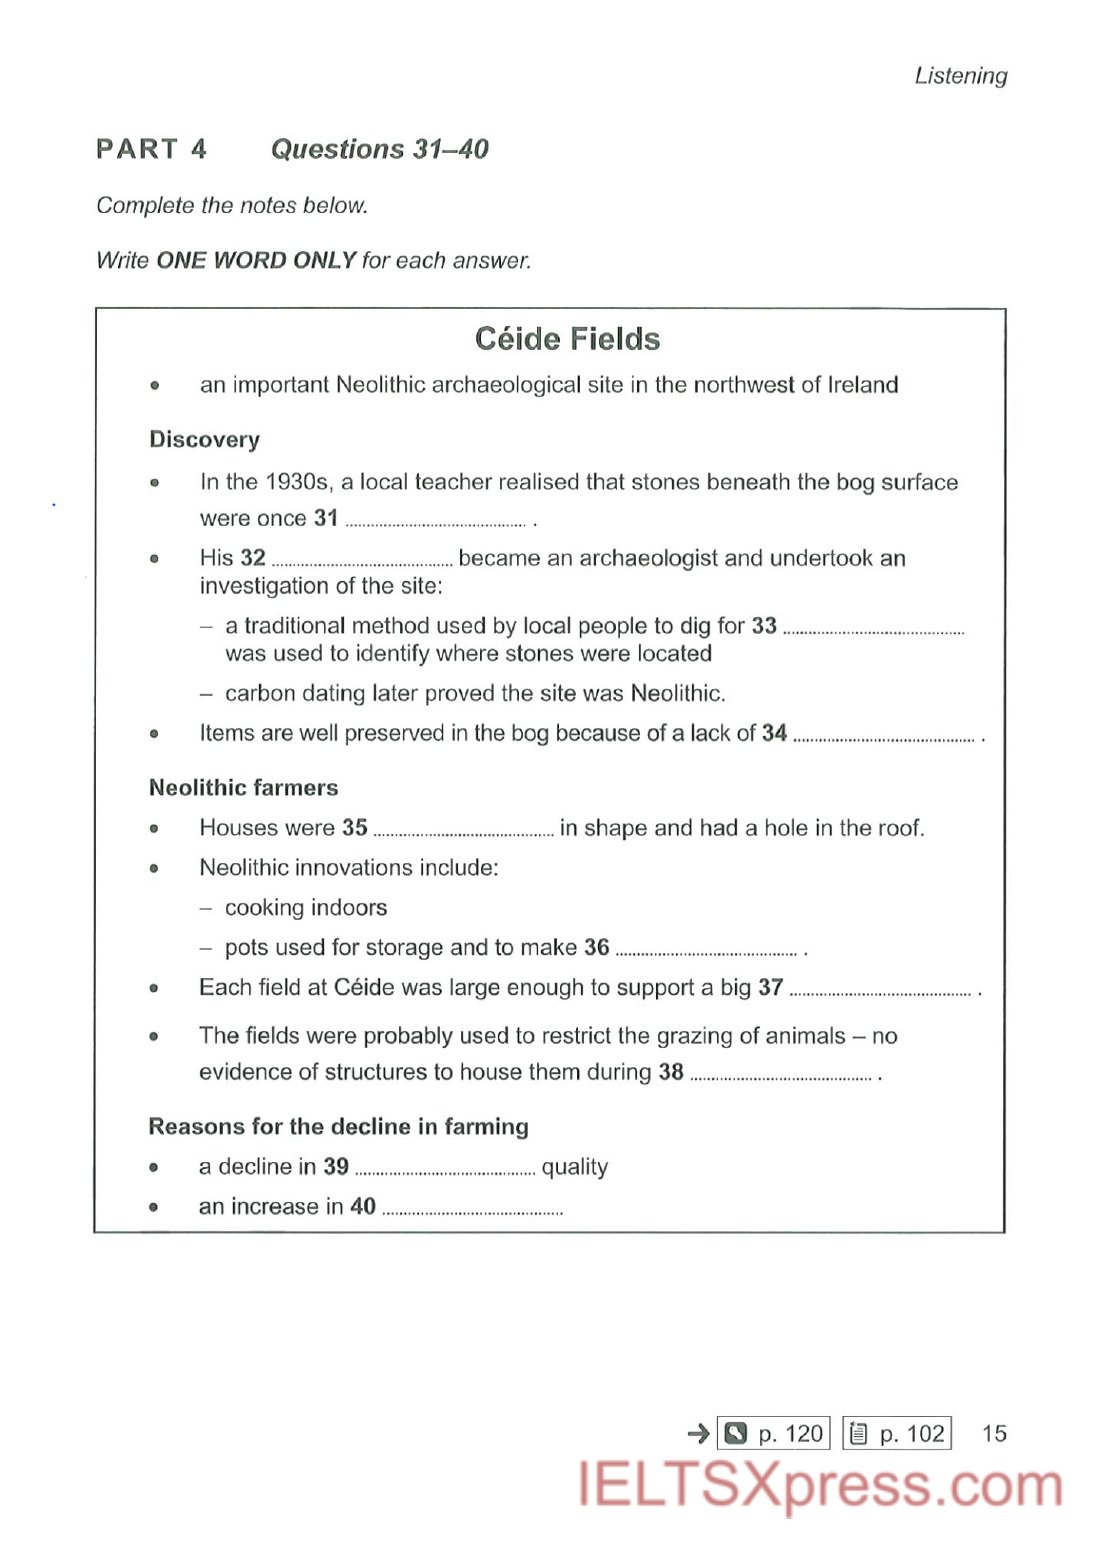 Listening
PART 4 Questions 31–40
Complete the notes below.
Write ONE WORD ONLY for each answer.
Céide Fields
• an important Neolithic archaeological site in the northwest of Ireland
Discovery
• In the 1930s, a local teacher realised that stones beneath the bog surface
were once 31 ........................................ .
• His 32 ........................................ became an archaeologist and undertook an
investigation of the site:
– a traditional method used by local people to dig for 33 ........................................
was used to identify where stones were located
– carbon dating later proved the site was Neolithic.
• Items are well preserved in the bog because of a lack of 34 ........................................ .
Neolithic farmers
• Houses were 35 ........................................ in shape and had a hole in the roof.
• Neolithic innovations include:
– cooking indoors
– pots used for storage and to make 36 ........................................ .
• Each field at Céide was large enough to support a big 37 ........................................ .
• The fields were probably used to restrict the grazing of animals – no
evidence of structures to house them during 38 ........................................ .
Reasons for the decline in farming
• a decline in 39 ........................................ quality
• an increase in 40 ........................................
→ p. 120 p. 102 15
IELTSXpress.com